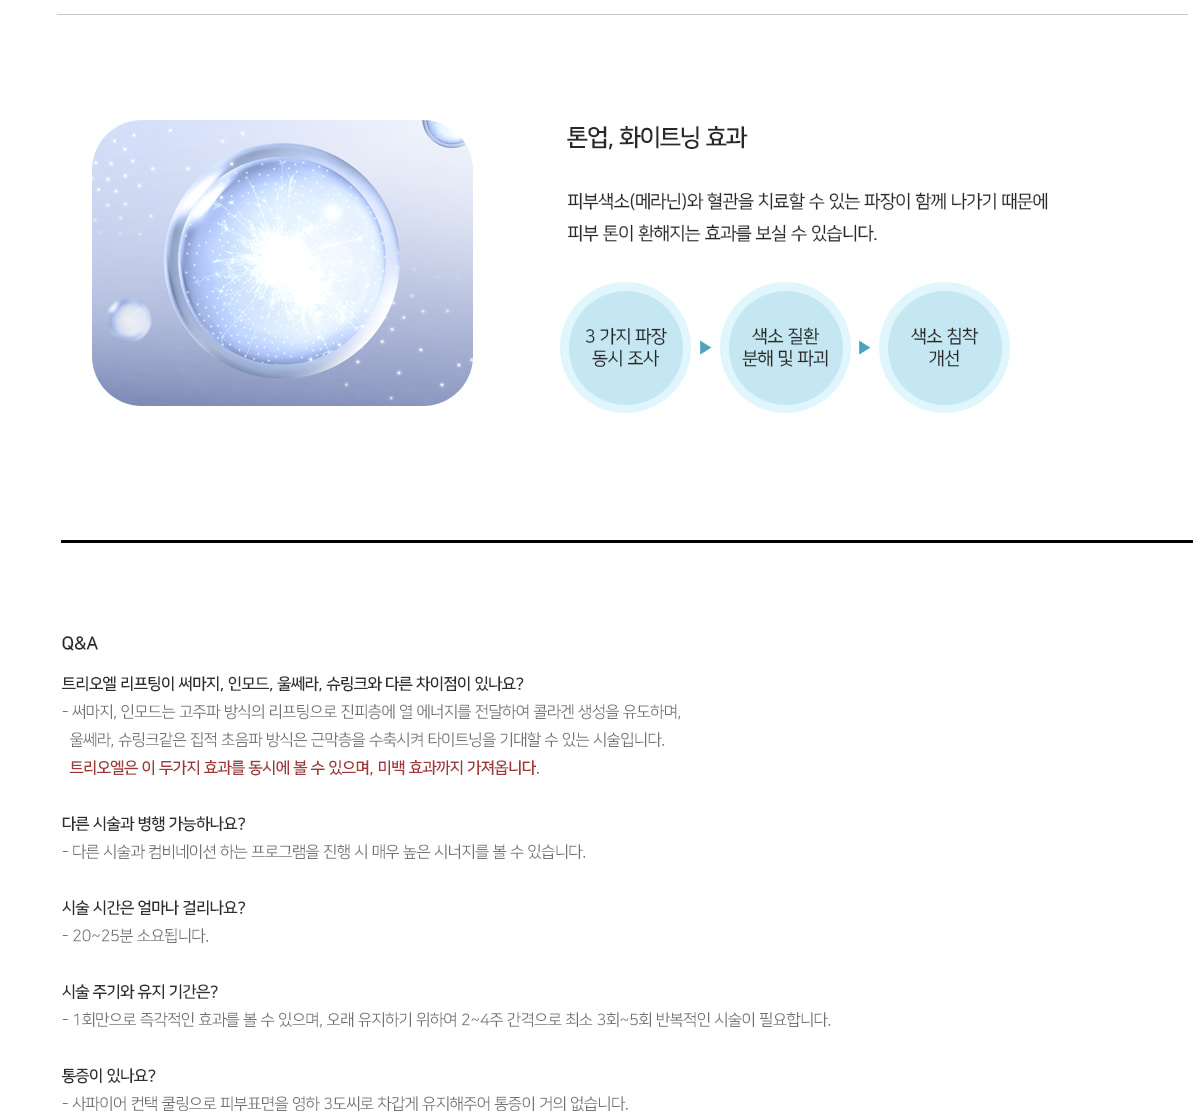 톤업, 화이트닝 효과
피부색소(메라닌)와 혈관을 치료할 수 있는 파장이 함께 나가기 때문에
피부 톤이 환해지는 효과를 보실 수 있습니다.
3 가지 파장
동시 조사
색소 질환
분해 및 파괴
색소 침착
개선
Q&A
트리오엘 리프팅이 써마지, 인모드, 울쎄라, 슈링크와 다른 차이점이 있나요?
- 써마지, 인모드는 고주파 방식의 리프팅으로 진피층에 열 에너지를 전달하여 콜라겐 생성을 유도하며,
울쎄라, 슈링크같은 집적 초음파 방식은 근막층을 수축시켜 타이트닝을 기대할 수 있는 시술입니다.
트리오엘은 이 두가지 효과를 동시에 볼 수 있으며, 미백 효과까지 가져옵니다.
다른 시술과 병행 가능하나요?
- 다른 시술과 컴비네이션 하는 프로그램을 진행 시 매우 높은 시너지를 볼 수 있습니다.
시술 시간은 얼마나 걸리나요?
- 20~25분 소요됩니다.
시술 주기와 유지 기간은?
- 1회만으로 즉각적인 효과를 볼 수 있으며, 오래 유지하기 위하여 2~4주 간격으로 최소 3회~5회 반복적인 시술이 필요합니다.
통증이 있나요?
- 사파이어 컨택 쿨링으로 피부표면을 영하 3도씨로 차갑게 유지해주어 통증이 거의 없습니다.